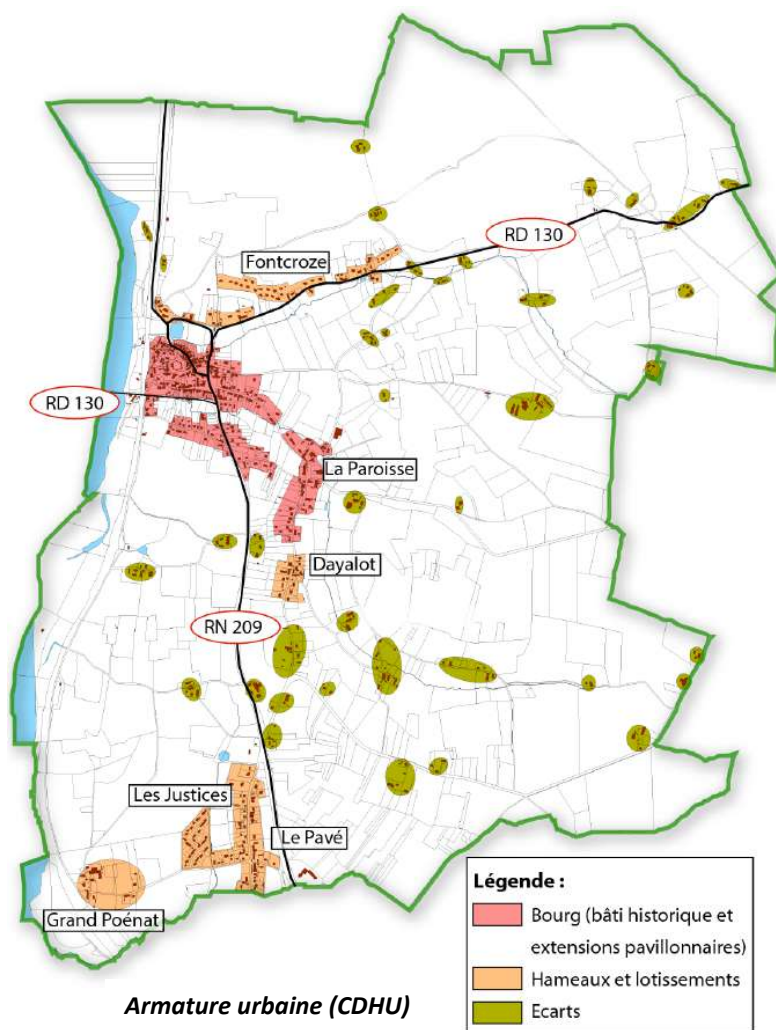 RD 130
Fontcroze
RD 130
La Paroisse
Dayalot
RN 209
Les Justices
Le Pavé
Grand Poénat
Légende :
Bourg (bâti historique et
extensions pavillonnaires)
Hameaux et lotissements
Ecarts
Armature urbaine (CDHU)